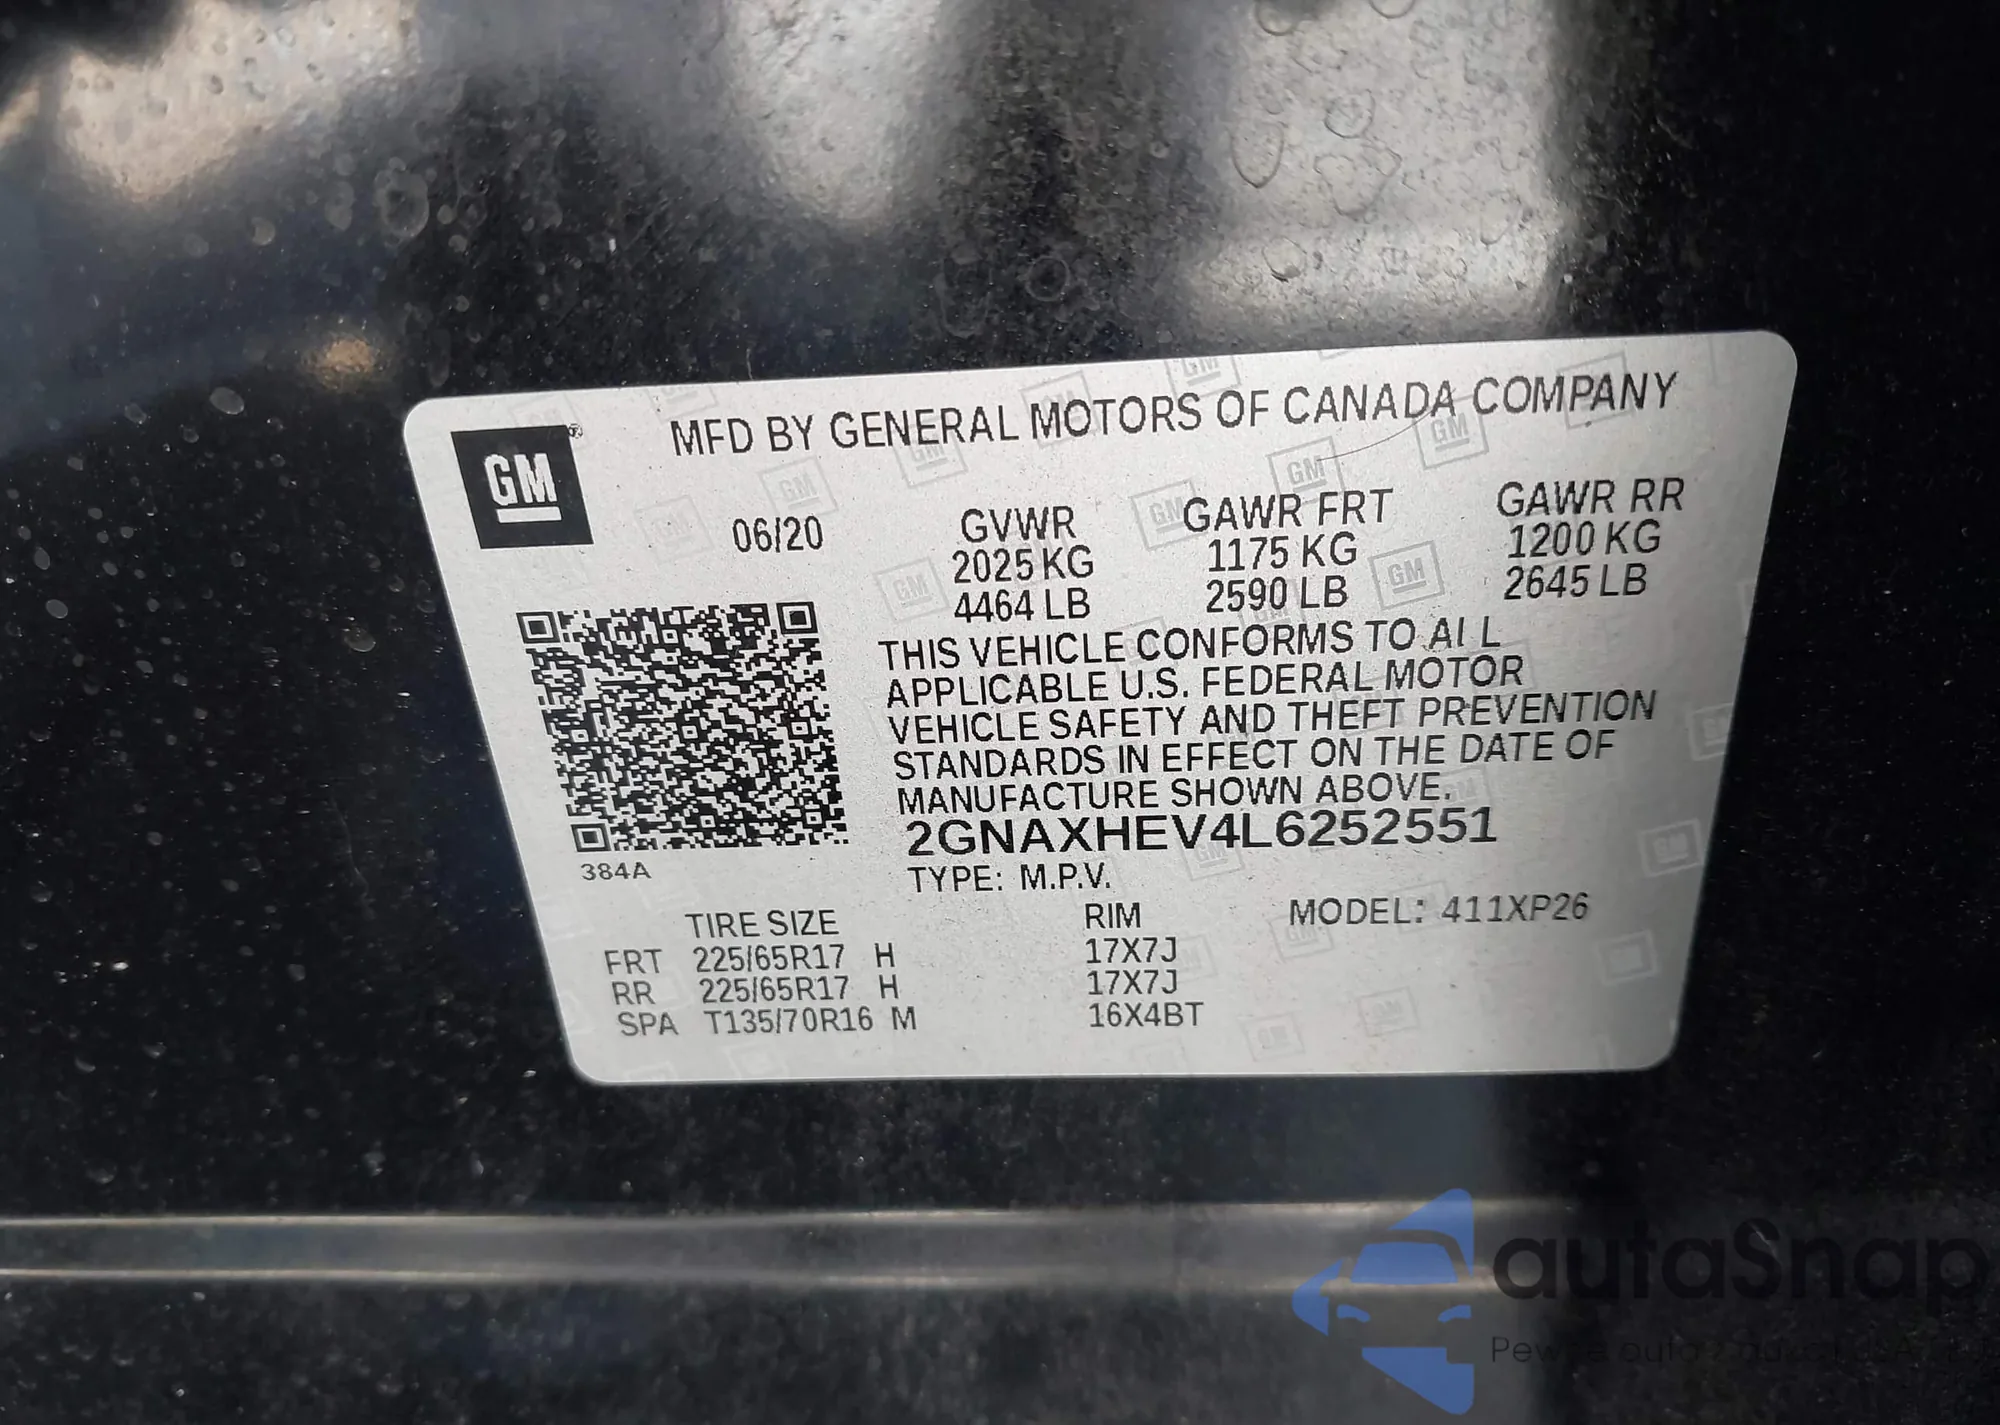 GM
MFD BY GENERAL MOTORS OF CANADA COMPANY
06/20
GVWR
2025 KG
4464 LB
GAWR FRT
1175 KG
2590 LB
GAWR RR
1200 KG
2645 LB
THIS VEHICLE CONFORMS TO ALL
APPLICABLE U.S. FEDERAL MOTOR
VEHICLE SAFETY AND THEFT PREVENTION
STANDARDS IN EFFECT ON THE DATE OF
MANUFACTURE SHOWN ABOVE.
2GNAXHEV4L6252551
384A
TYPE: M.P.V.
TIRE SIZE RIM MODEL: 411XP26
FRT 225/65R17 H 17X7J
RR 225/65R17 H 17X7J
SPA T135/70R16 M 16X4BT
autaSnap
auta z